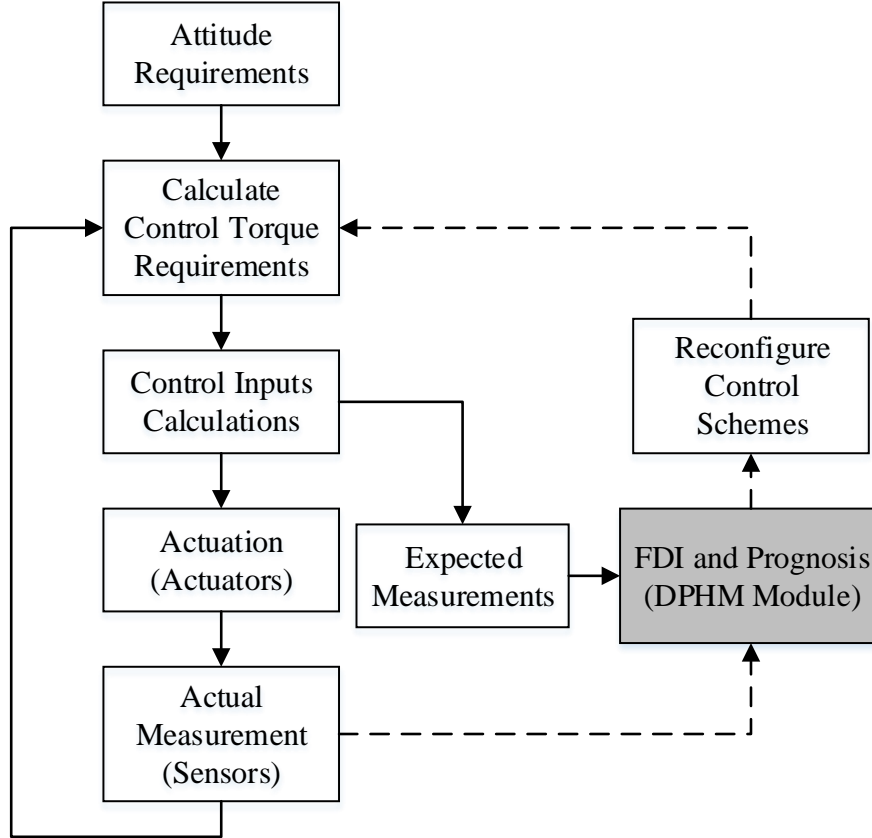 Attitude
Requirements
Calculate
Control Torque
Requirements
Control Inputs
Calculations
Reconfigure
Control
Schemes
Actuation
(Actuators)
Expected
Measurements
FDI and Prognosis
(DPHM Module)
Actual
Measurement
(Sensors)